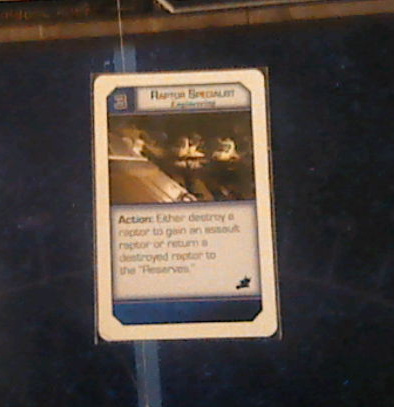 3
Raptor Specialist
Engineering
Action: Either destroy a
raptor to gain an assault
raptor or return a
destroyed raptor to
the "Reserves."